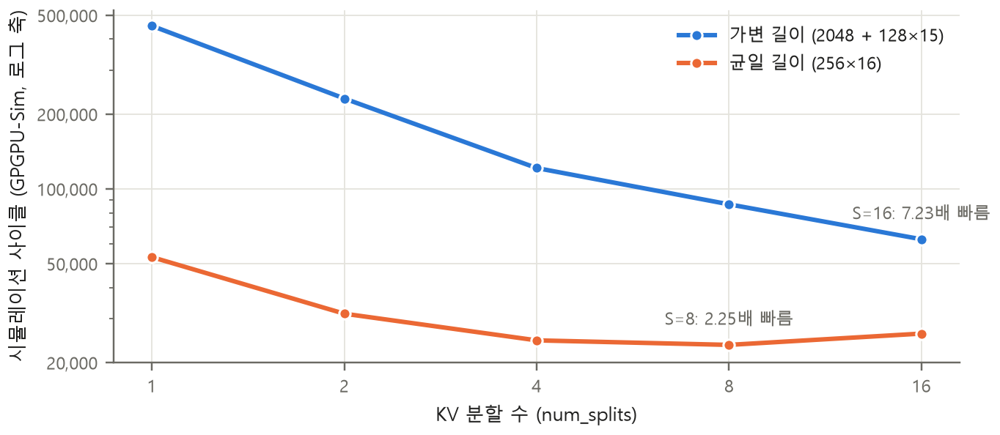 500,000
200,000
100,000
50,000
20,000
시뮬레이션 사이클 (GPGPU-Sim, 로그 축)
가변 길이 (2048 + 128×15)
균일 길이 (256×16)
S=16: 7.23배 빠름
S=8: 2.25배 빠름
1 2 4 8 16
KV 분할 수 (num_splits)